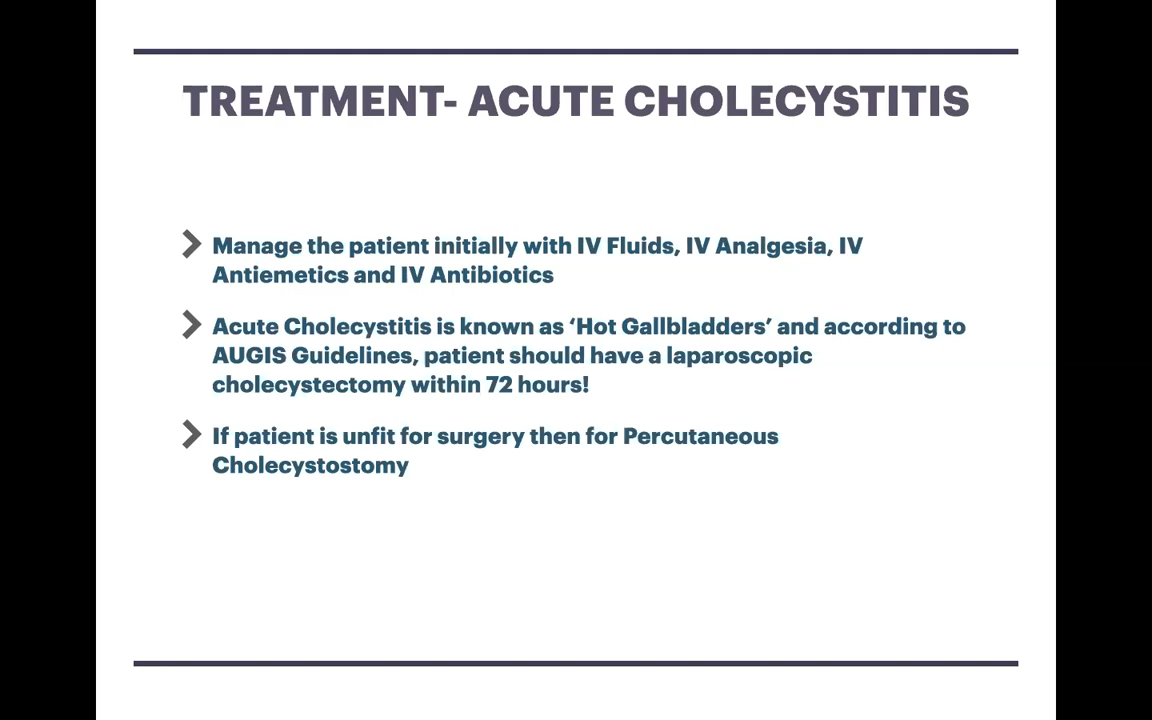 TREATMENT- ACUTE CHOLECYSTITIS
Manage the patient initially with IV Fluids, IV Analgesia, IV
Antiemetics and IV Antibiotics
Acute Cholecystitis is known as ‘Hot Gallbladders’ and according to
AUGIS Guidelines, patient should have a laparoscopic
cholecystectomy within 72 hours!
If patient is unfit for surgery then for Percutaneous
Cholecystostomy